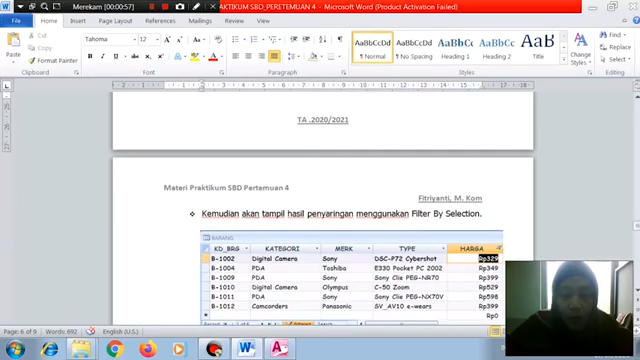 Merekam 00:00:57
PRAKTIKUM SBD_PERETEMUAN 4 - Microsoft Word (Product Activation Failed)
File Home Insert Page Layout References Mailings Review View
Cut
Copy
Format Painter
Clipboard
Tahoma 12
Font
Paragraph
AaBbCcDd AaBbCcDd AaBbCc AaBbCc AaB
¶ Normal ¶ No Spacing Heading 1 Heading 2 Title
Styles
Change Styles
Find
Replace
Select
Editing
TA .2020/2021
Materi Praktikum SBD Pertemuan 4
Fitriyanti, M. Kom
Kemudian akan tampil hasil penyaringan menggunakan Filter By Selection.
BARANG
KD_BRG KATEGORI MERK TYPE HARGA
B-1002 Digital Camera Sony DSC-P72 Cybershot Rp329
B-1004 PDA Toshiba E330 Pocket PC 2002 Rp349
B-1009 PDA Sony Sony Clie PEG-NR70 Rp399
B-1010 Digital Camera Olympus C-50 Zoom Rp529
B-1011 PDA Sony Sony Clie PEG-NX70V Rp598
B-1012 Camcorders Panasonic SV_AV10 e-wears Rp399
Rp0
Page: 6 of 9 Words: 692 English (U.S.)